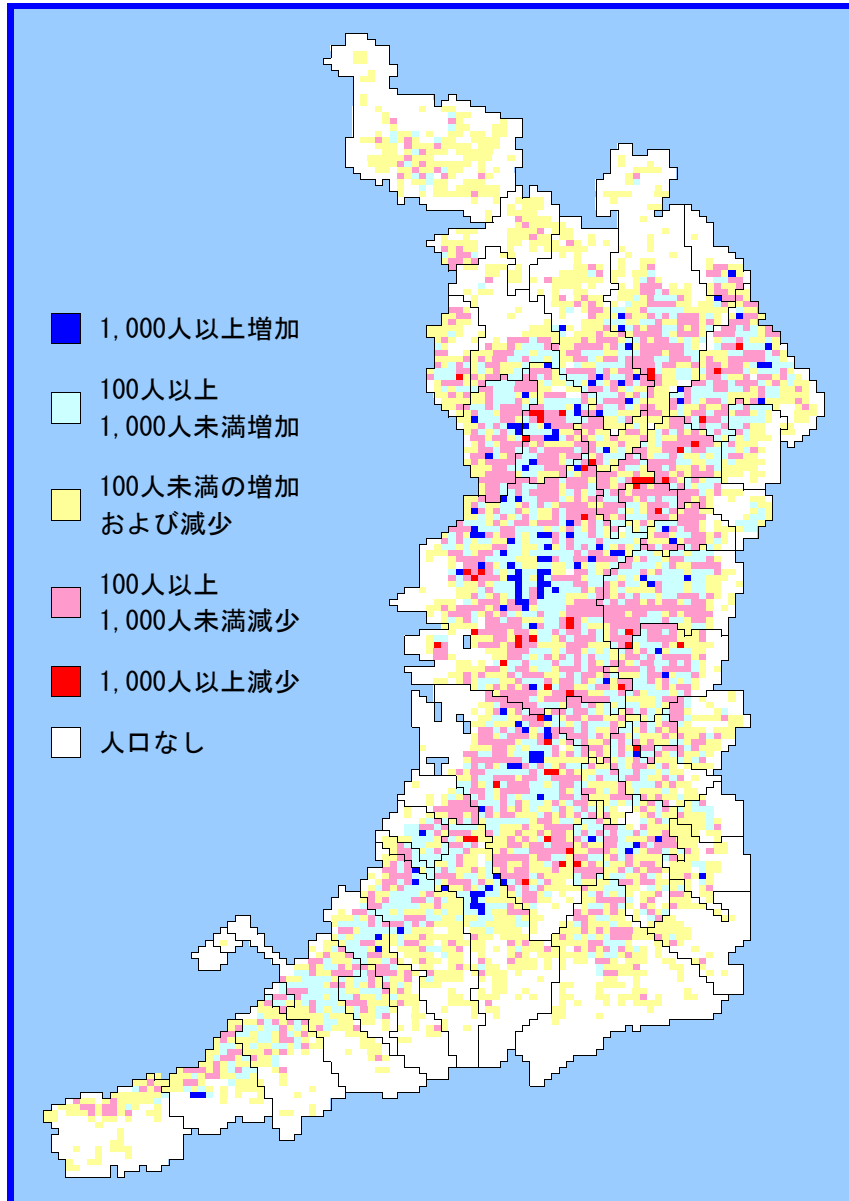 1,000人以上増加
100人以上
1,000人未満増加
100人未満の増加
および減少
100人以上
1,000人未満減少
1,000人以上減少
人口なし